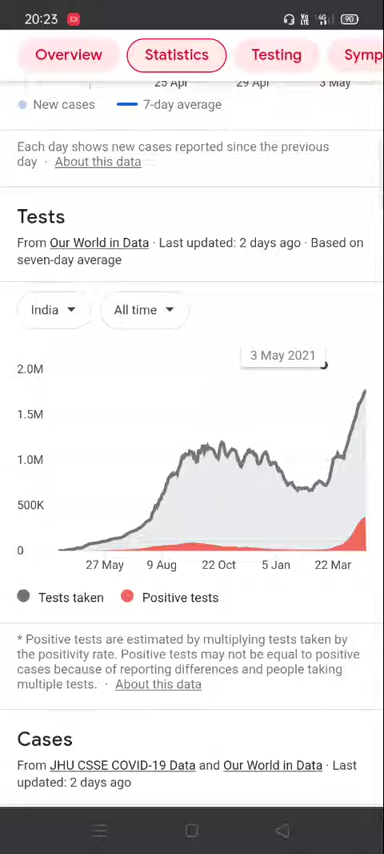 20:23
90
Overview
Statistics
Testing
Symp
25 Apr
29 Apr
3 May
New cases
7-day average
Each day shows new cases reported since the previous
day · About this data
Tests
From Our World in Data · Last updated: 2 days ago · Based on
seven-day average
India
All time
3 May 2021
2.0M
1.5M
1.0M
500K
0
27 May
9 Aug
22 Oct
5 Jan
22 Mar
Tests taken
Positive tests
* Positive tests are estimated by multiplying tests taken by
the positivity rate. Positive tests may not be equal to positive
cases because of reporting differences and people taking
multiple tests. · About this data
Cases
From JHU CSSE COVID-19 Data and Our World in Data · Last
updated: 2 days ago